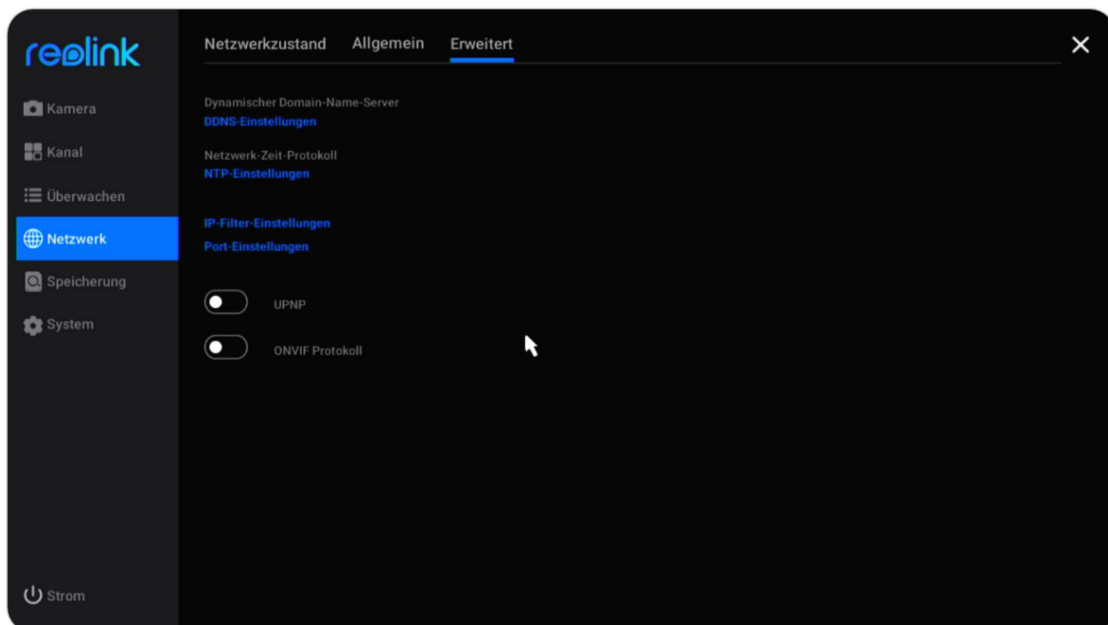 reolink
Netzwerkzustand Allgemein Erweitert
Kamera
Kanal
Überwachen
Netzwerk
Speicherung
System
Strom
Dynamischer Domain-Name-Server
DDNS-Einstellungen
Netzwerk-Zeit-Protokoll
NTP-Einstellungen
IP-Filter-Einstellungen
Port-Einstellungen
UPNP
ONVIF Protokoll